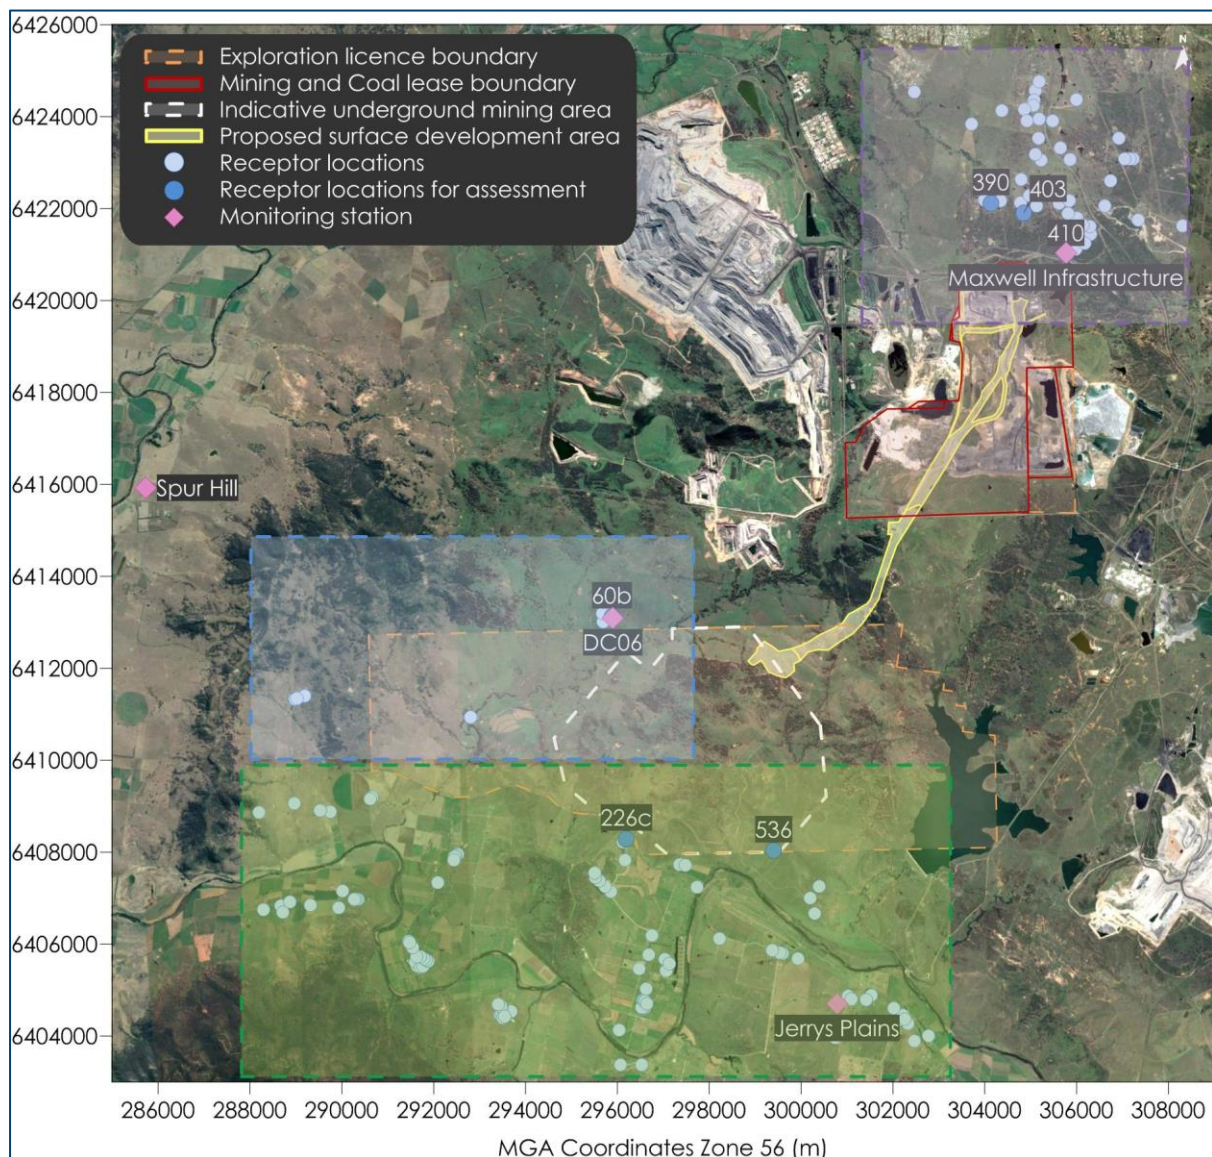 6426000
6424000
6422000
6420000
6418000
6416000
6414000
6412000
6410000
6408000
6406000
6404000
Exploration licence boundary
Mining and Coal lease boundary
Indicative underground mining area
Proposed surface development area
Receptor locations
Receptor locations for assessment
Monitoring station
N
390
403
410
Maxwell Infrastructure
Spur Hill
60b
DC06
226c
536
Jerrys Plains
286000 288000 290000 292000 294000 296000 298000 300000 302000 304000 306000 308000
MGA Coordinates Zone 56 (m)